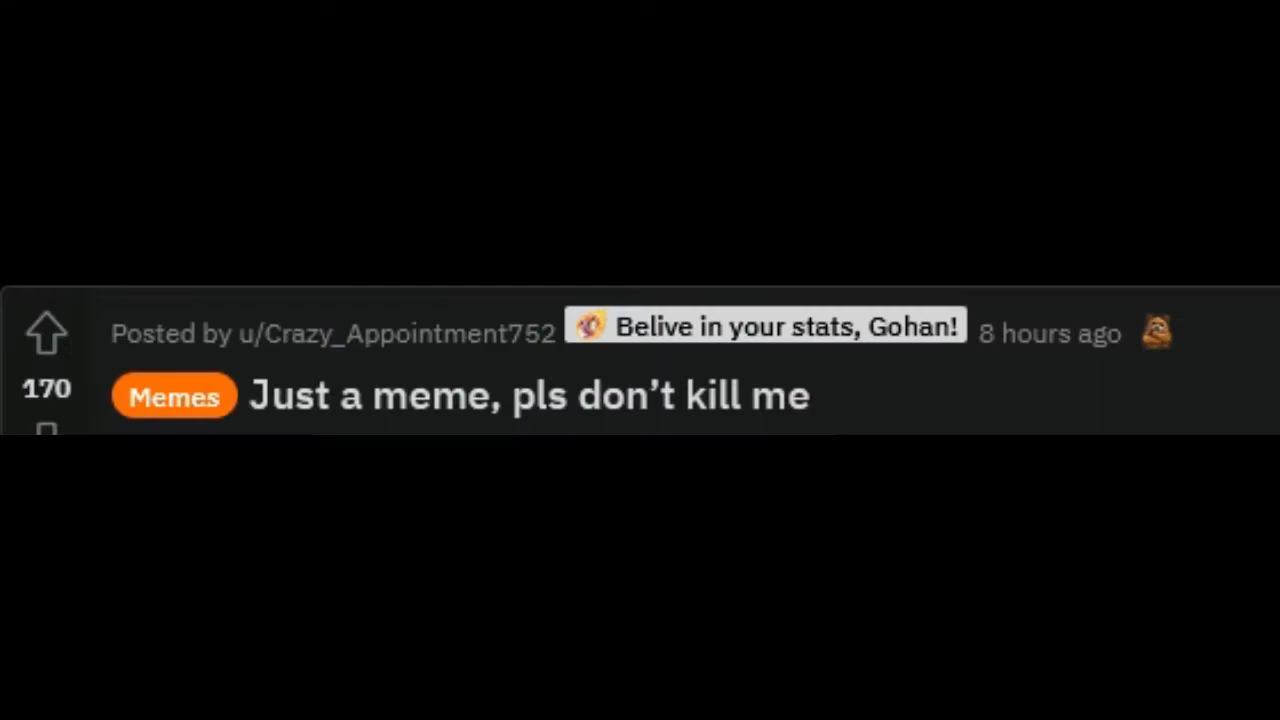 Posted by u/Crazy_Appointment752 Belive in your stats, Gohan! 8 hours ago
170
Memes Just a meme, pls don’t kill me